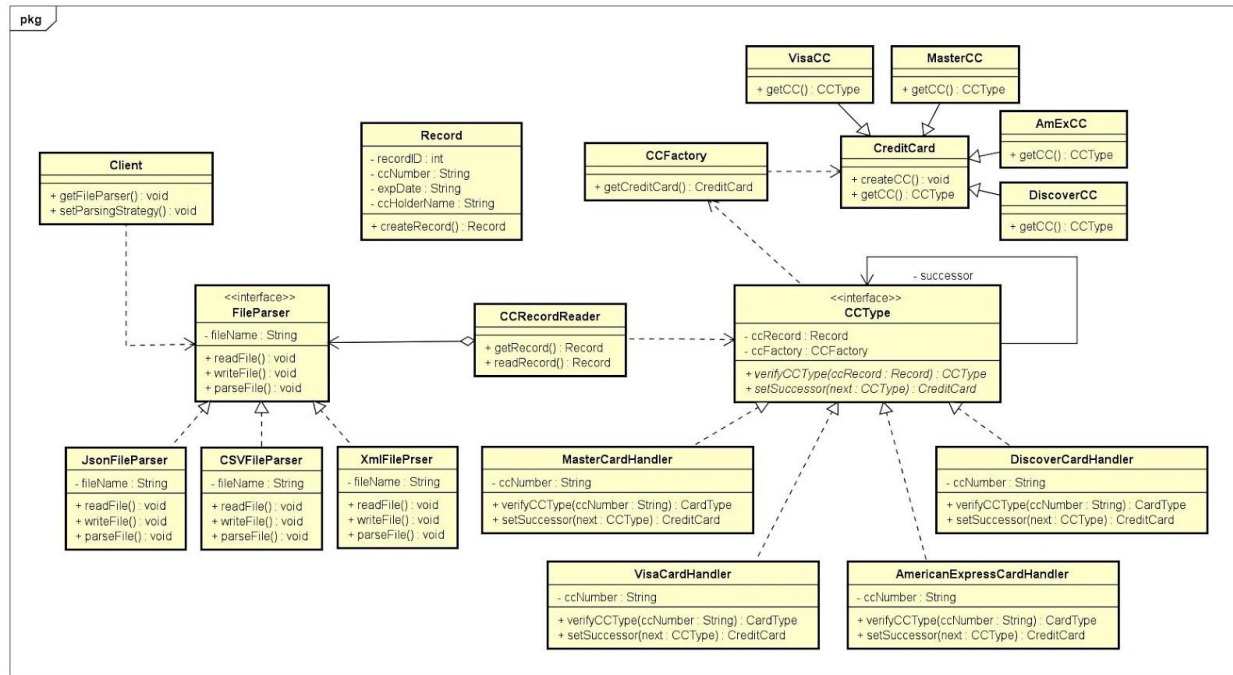 pkg
VisaCC
+ getCC() : CCType
MasterCC
+ getCC() : CCType
AmExCC
+ getCC() : CCType
Record
- recordID : int
- ccNumber : String
- expDate : String
- ccHolderName : String
+ createRecord() : Record
CreditCard
+ createCC() : void
+ getCC() : CCType
Client
+ getFileParser() : void
+ setParsingStrategy() : void
CCFactory
+ getCreditCard() : CreditCard
DiscoverCC
+ getCC() : CCType
- successor
<<interface>>
FileParser
- fileName : String
+ readFile() : void
+ writeFile() : void
+ parseFile() : void
CCRecordReader
+ getRecord() : Record
+ readRecord() : Record
<<interface>>
CCType
- ccRecord : Record
- ccFactory : CCFactory
+ verifyCCType(ccRecord : Record) : CCType
+ setSuccessor(next : CCType) : CreditCard
JsonFileParser
- fileName : String
+ readFile() : void
+ writeFile() : void
+ parseFile() : void
CSVFileParser
- fileName : String
+ readFile() : void
+ writeFile() : void
+ parseFile() : void
XmlFilePrser
- fileName : String
+ readFile() : void
+ writeFile() : void
+ parseFile() : void
MasterCardHandler
- ccNumber : String
+ verifyCCType(ccNumber : String) : CardType
+ setSuccessor(next : CCType) : CreditCard
DiscoverCardHandler
- ccNumber : String
+ verifyCCType(ccNumber : String) : CardType
+ setSuccessor(next : CCType) : CreditCard
VisaCardHandler
- ccNumber : String
+ verifyCCType(ccNumber : String) : CardType
+ setSuccessor(next : CCType) : CreditCard
AmericanExpressCardHandler
- ccNumber : String
+ verifyCCType(ccNumber : String) : CardType
+ setSuccessor(next : CCType) : CreditCard